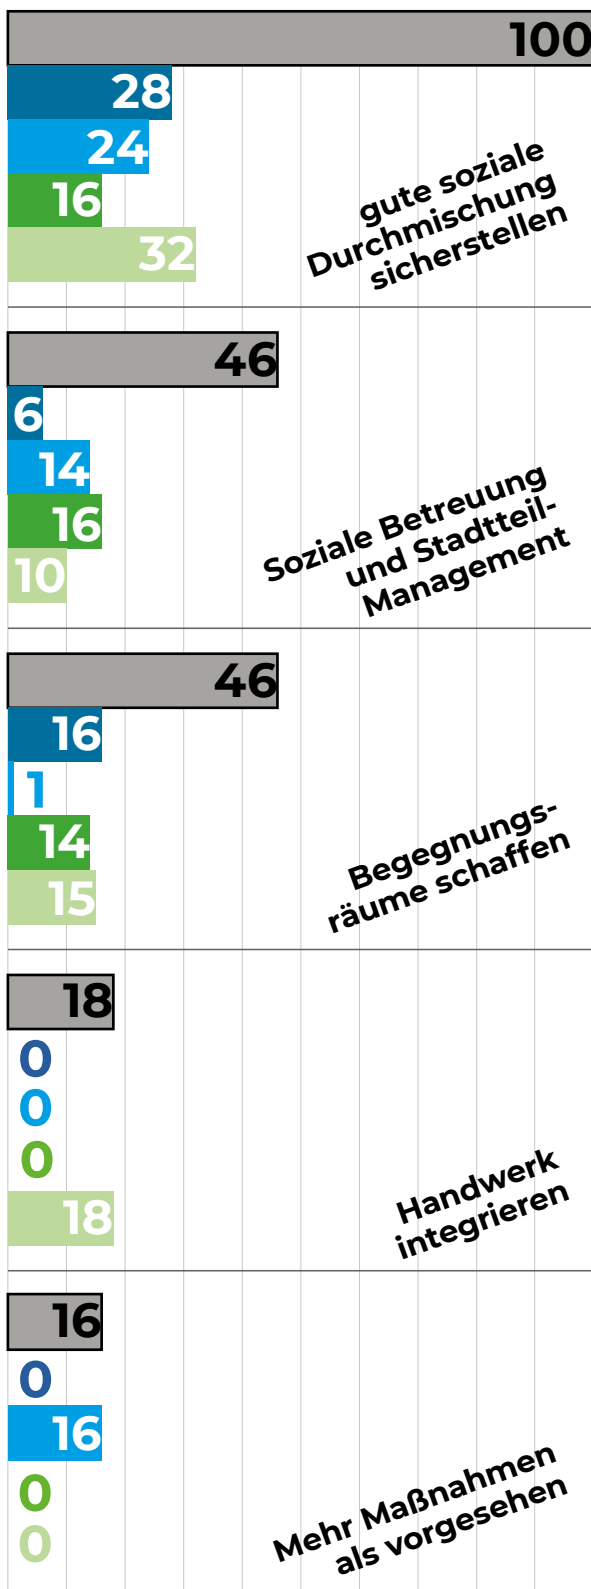 100
28
24
16
32
gute soziale
Durchmischung
sicherstellen
46
6
14
16
10
Soziale Betreuung
und Stadtteil-
Management
46
16
1
14
15
Begegnungs-
räume schaffen
18
0
0
0
18
Handwerk
integrieren
16
0
16
0
0
Mehr Maßnahmen
als vorgesehen